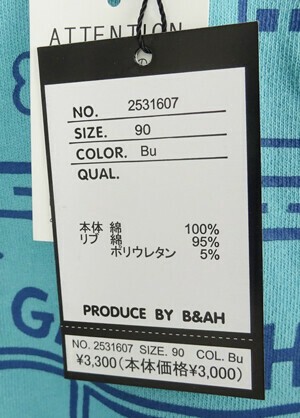 ATTENTION
NO. 2531607
SIZE. 90
COLOR. Bu
QUAL.
本体 綿 100%
リブ 綿 95%
ポリウレタン 5%
PRODUCE BY B&AH
NO. 2531607 SIZE. 90 COL. Bu
¥3,300(本体価格¥3,000)